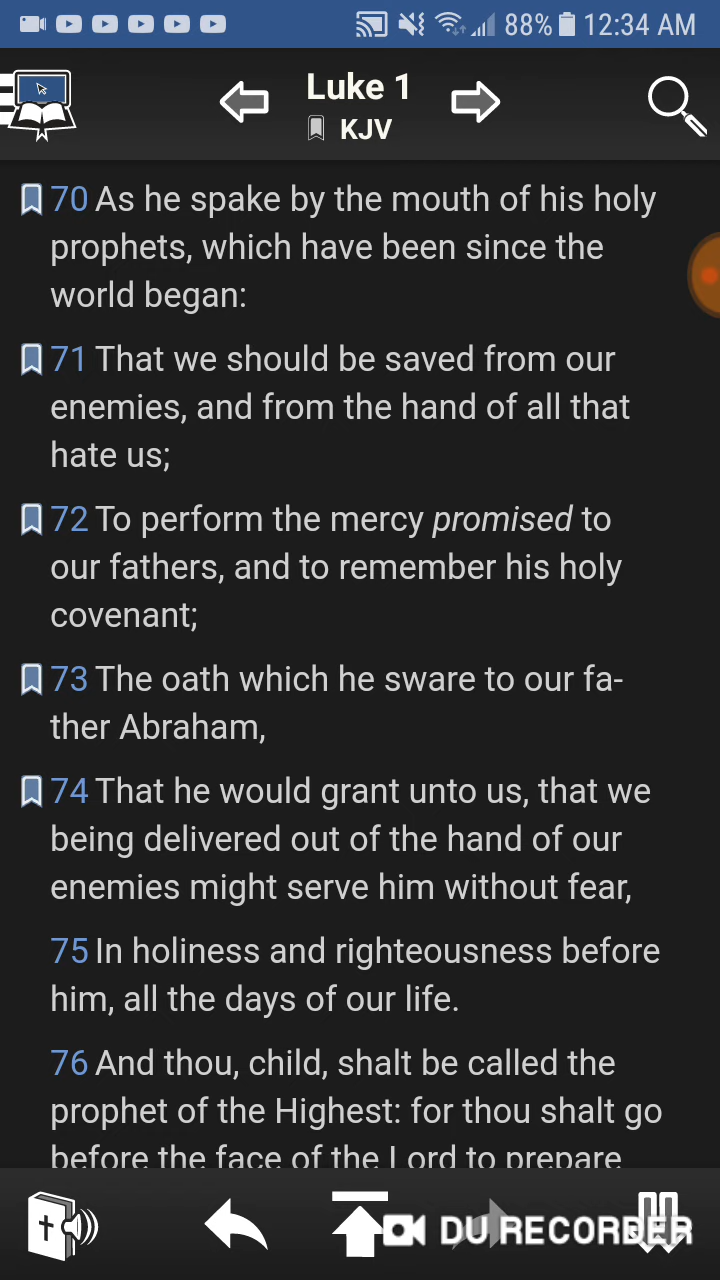 88% 12:34 AM
Luke 1
KJV
70 As he spake by the mouth of his holy
prophets, which have been since the
world began:
71 That we should be saved from our
enemies, and from the hand of all that
hate us;
72 To perform the mercy promised to
our fathers, and to remember his holy
covenant;
73 The oath which he sware to our fa-
ther Abraham,
74 That he would grant unto us, that we
being delivered out of the hand of our
enemies might serve him without fear,
75 In holiness and righteousness before
him, all the days of our life.
76 And thou, child, shalt be called the
prophet of the Highest: for thou shalt go
before the face of the Lord to prepare
DU RECORDER